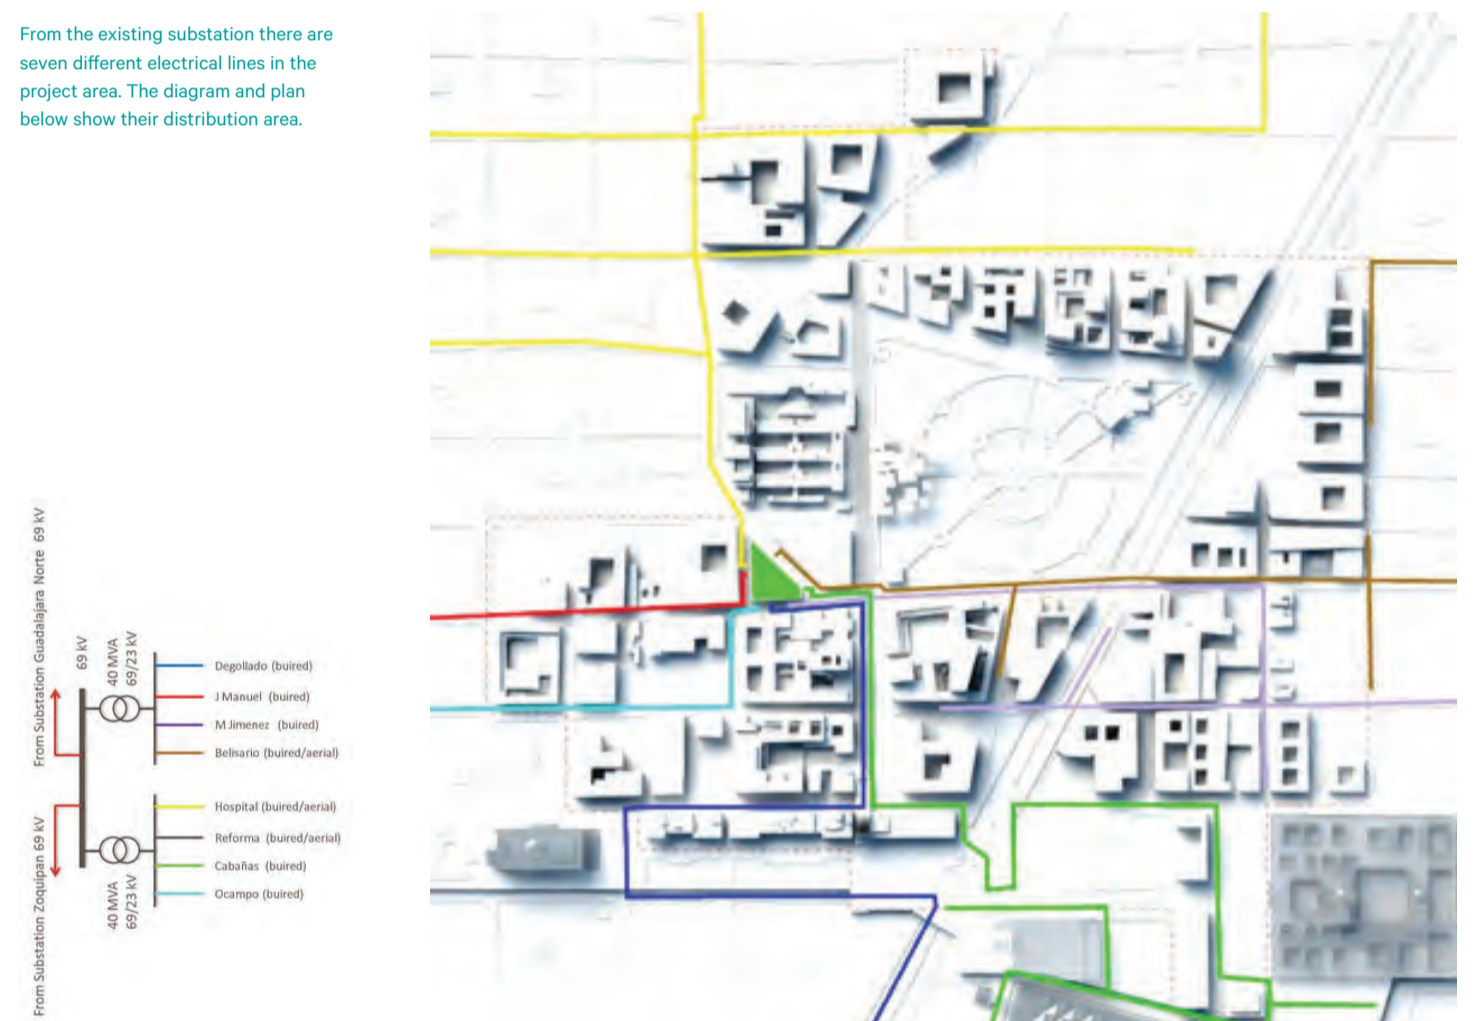 From the existing substation there are
seven different electrical lines in the
project area. The diagram and plan
below show their distribution area.
From Substation Guadalajara Norte 69 kV
69 kV
40 MVA
69/23 kV
Degollado (buired)
J Manuel (buired)
M Jimenez (buired)
Belisario (buired/aerial)
Hospital (buired/aerial)
Reforma (buired/aerial)
Cabañas (buired)
Ocampo (buired)
40 MVA
69/23 kV
From Substation Zoquipan 69 kV